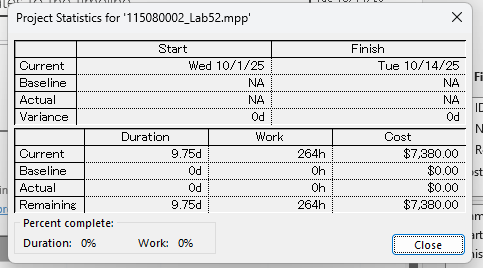 Project Statistics for '115080002_Lab52.mpp'
Start Finish
Current Wed 10/1/25 Tue 10/14/25
Baseline NA NA
Actual NA NA
Variance 0d 0d
Duration Work Cost
Current 9.75d 264h $7,380.00
Baseline 0d 0h $0.00
Actual 0d 0h $0.00
Remaining 9.75d 264h $7,380.00
Percent complete:
Duration: 0% Work: 0%
Close